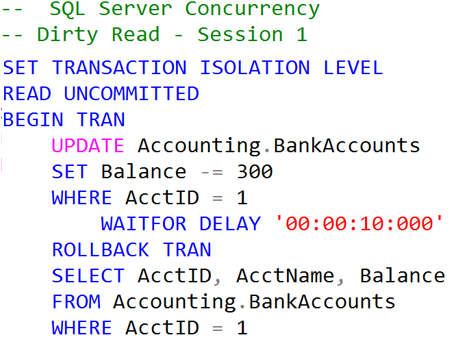 --  SQL Server Concurrency
-- Dirty Read - Session 1
SET TRANSACTION ISOLATION LEVEL
READ UNCOMMITTED
BEGIN TRAN
    UPDATE Accounting.BankAccounts
    SET Balance -= 300
    WHERE AcctID = 1
        WAITFOR DELAY '00:00:10:000'
    ROLLBACK TRAN
    SELECT AcctID, AcctName, Balance
    FROM Accounting.BankAccounts
    WHERE AcctID = 1